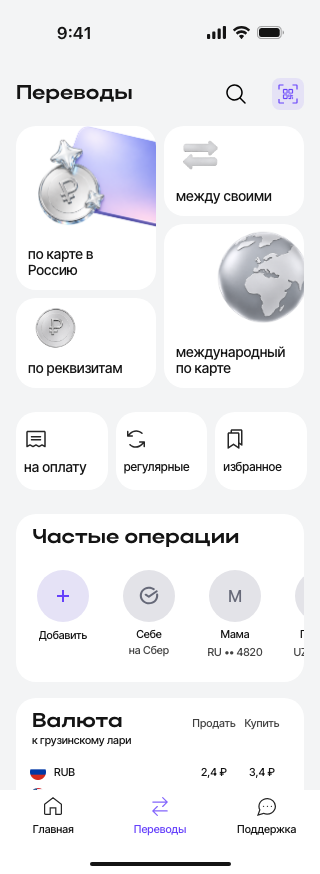 9:41
Переводы
по карте в
Россию
между своими
по реквизитам
международный
по карте
на оплату
регулярные
избранное
Частые операции
М
Добавить
Себе
на Сбер
Мама
RU •• 4820
UZ
Валюта
к грузинскому лари
Продать Купить
RUB 2,4 ₽ 3,4 ₽
Главная
Переводы
Поддержка